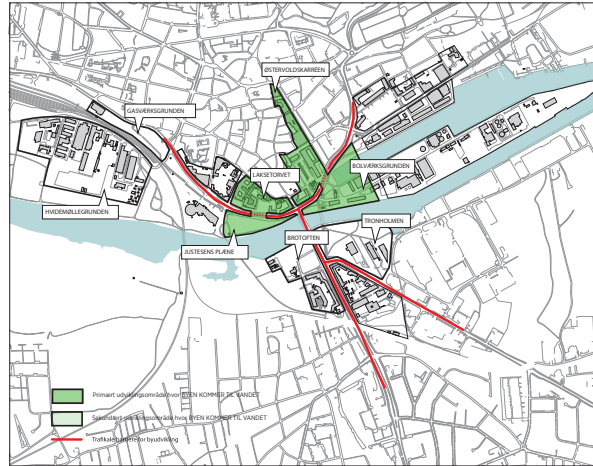 ØSTERVOLDSKARRÉEN
GASVÆRKSGRUNDEN
LAKSETORVET
BOLVÆRKSGRUNDEN
HVIDEMØLLEGRUNDEN
TRONHOLMEN
JUSTESENS PLÆNE
BROTOFTEN
Primært udviklingsområde hvor BYEN KOMMER TIL VANDET
Sekundært udviklingsområde hvor BYEN KOMMER TIL VANDET
Trafikale barriere for byudvikling